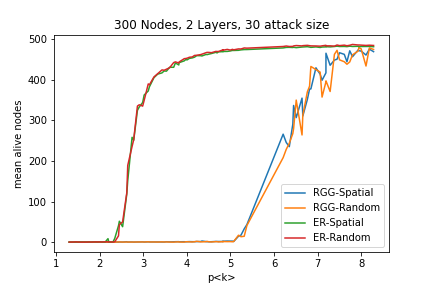 300 Nodes, 2 Layers, 30 attack size
500
400
300
200
100
0
mean alive nodes
1 2 3 4 5 6 7 8
p<k>
RGG-Spatial
RGG-Random
ER-Spatial
ER-Random